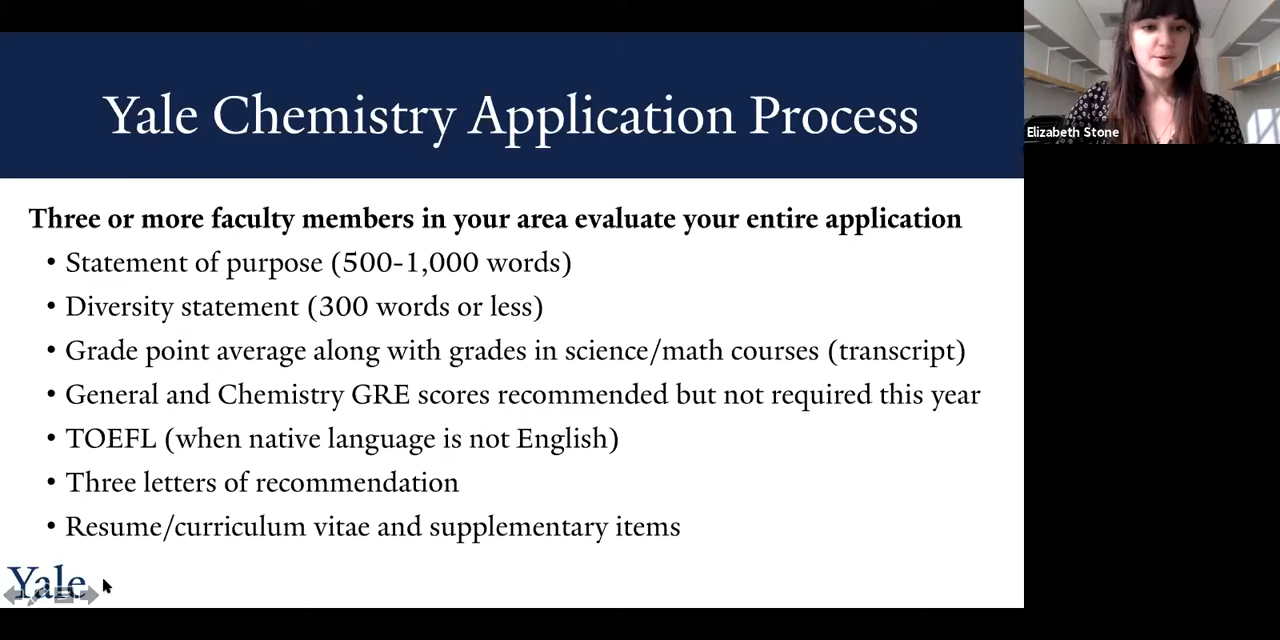 Yale Chemistry Application Process
Elizabeth Stone
Three or more faculty members in your area evaluate your entire application
• Statement of purpose (500-1,000 words)
• Diversity statement (300 words or less)
• Grade point average along with grades in science/math courses (transcript)
• General and Chemistry GRE scores recommended but not required this year
• TOEFL (when native language is not English)
• Three letters of recommendation
• Resume/curriculum vitae and supplementary items
Yale